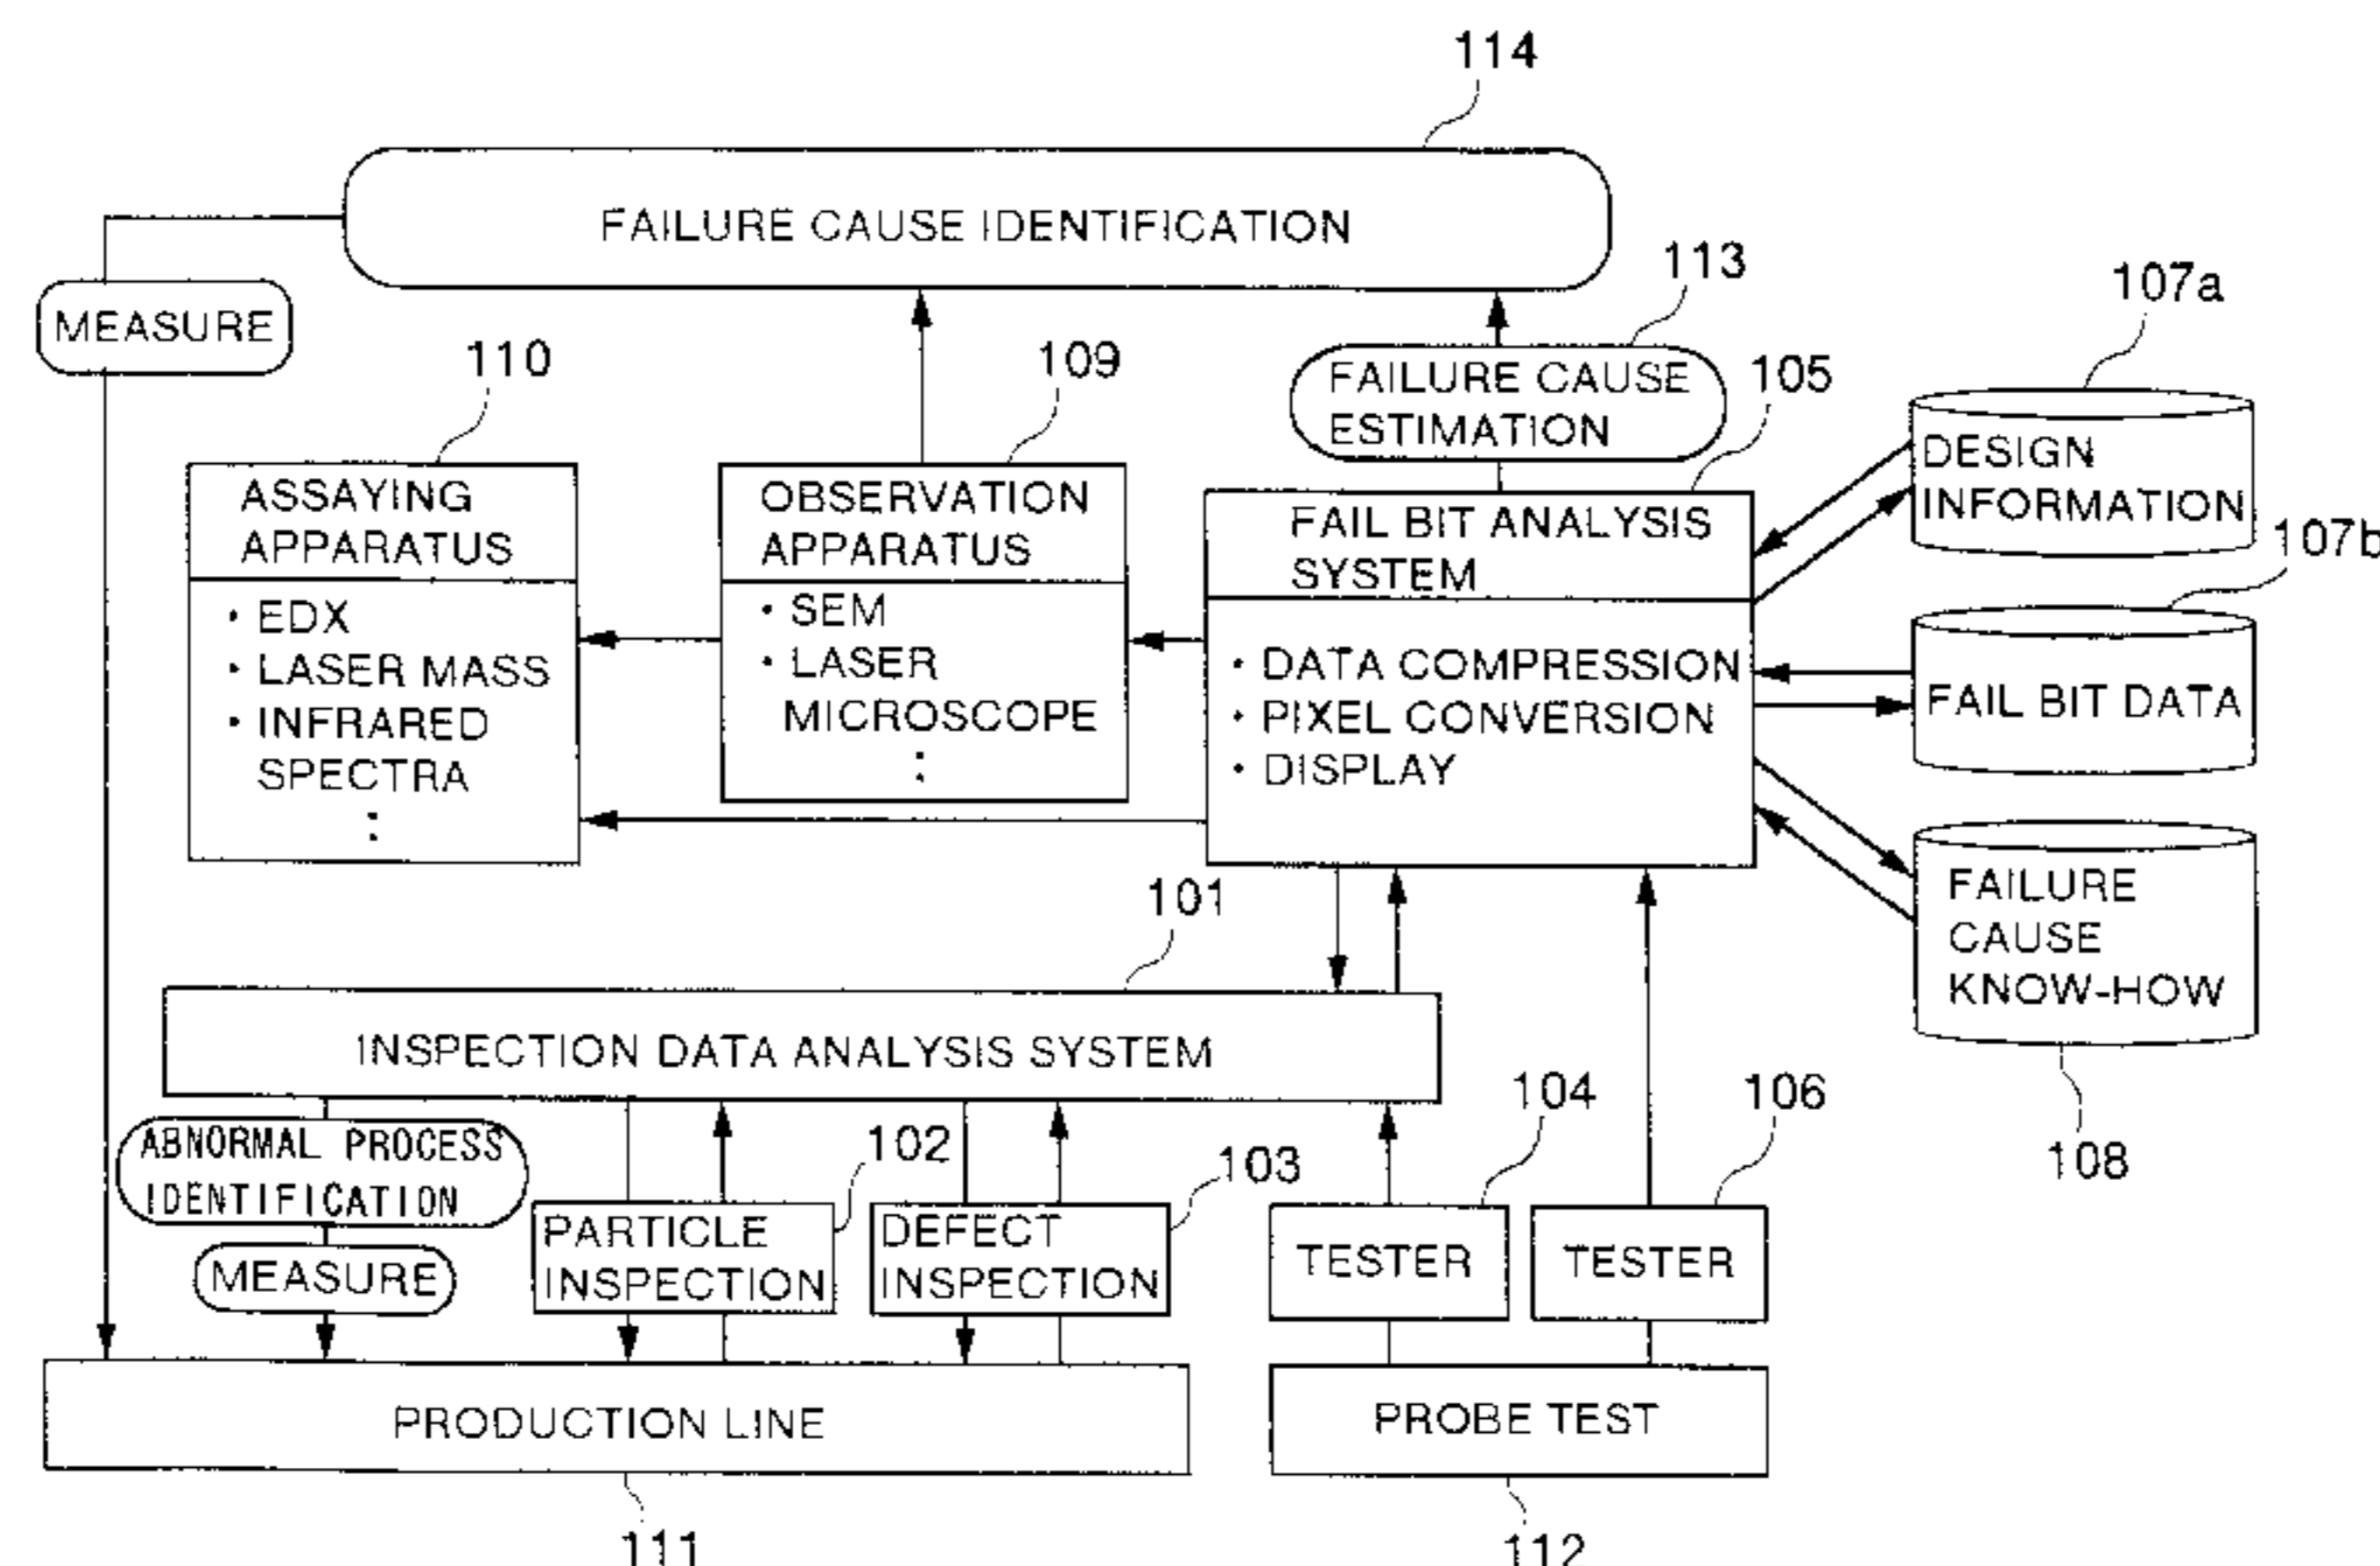 114
FAILURE CAUSE IDENTIFICATION
113
107a
MEASURE
110
109
FAILURE CAUSE
ESTIMATION
105
ASSAYING
APPARATUS
OBSERVATION
APPARATUS
FAIL BIT ANALYSIS
SYSTEM
DESIGN
INFORMATION
107b
• EDX
• LASER MASS
• INFRARED
SPECTRA
:
• SEM
• LASER
MICROSCOPE
:
• DATA COMPRESSION
• PIXEL CONVERSION
• DISPLAY
FAIL BIT DATA
101
FAILURE
CAUSE
KNOW-HOW
INSPECTION DATA ANALYSIS SYSTEM
104
106
108
ABNORMAL PROCESS
IDENTIFICATION
102
103
MEASURE
PARTICLE
INSPECTION
DEFECT
INSPECTION
TESTER
TESTER
PRODUCTION LINE
PROBE TEST
111
112